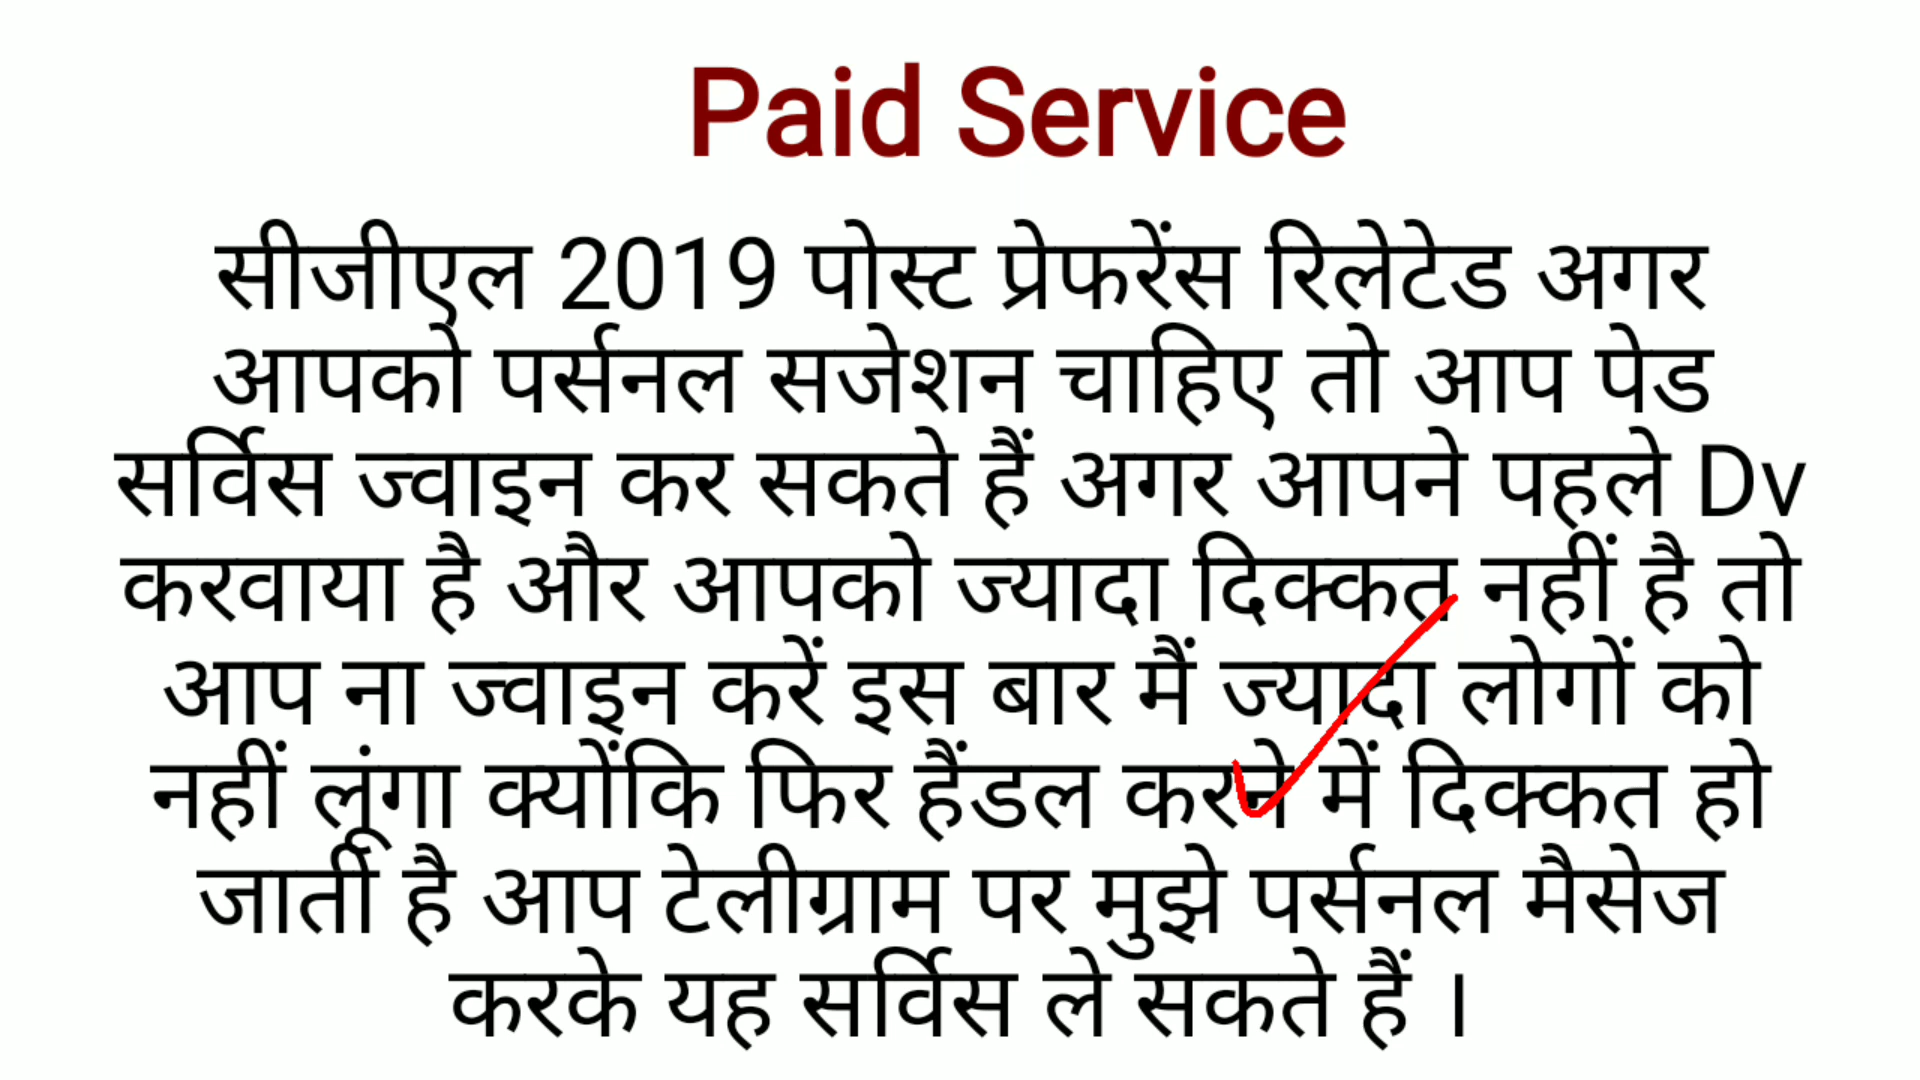 Paid Service
सीजीएल 2019 पोस्ट प्रेफरेंस रिलेटेड अगर
आपको पर्सनल सजेशन चाहिए तो आप पेड
सर्विस ज्वाइन कर सकते हैं अगर आपने पहले Dv
करवाया है और आपको ज्यादा दिक्कत नहीं है तो
आप ना ज्वाइन करें इस बार मैं ज्यादा लोगों को
नहीं लूंगा क्योंकि फिर हैंडल करने में दिक्कत हो
जाती है आप टेलीग्राम पर मुझे पर्सनल मैसेज
करके यह सर्विस ले सकते हैं ।